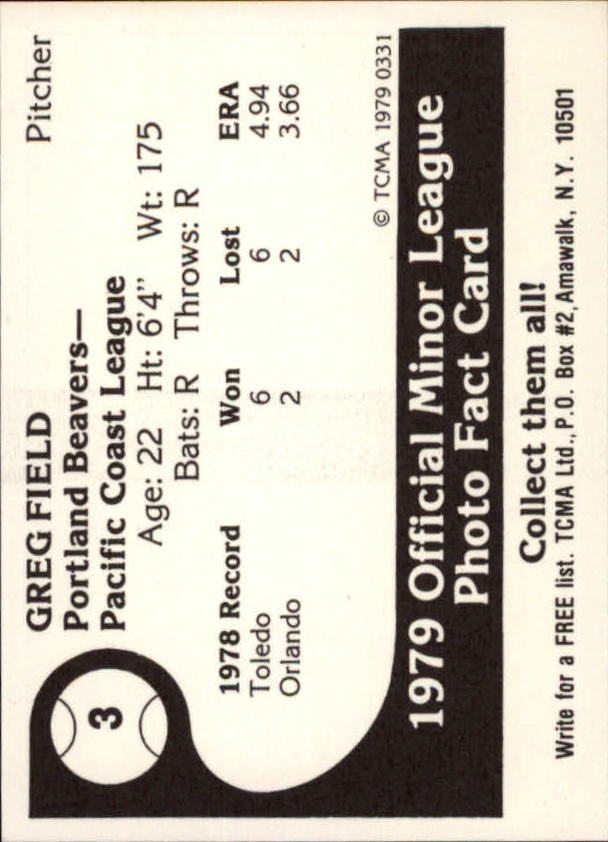 3
GREG FIELD Pitcher
Portland Beavers—
Pacific Coast League
Age: 22 Ht: 6'4" Wt: 175
Bats: R Throws: R
1978 Record Won Lost ERA
Toledo 6 6 4.94
Orlando 2 2 3.66
© TCMA 1979 0331
1979 Official Minor League
Photo Fact Card
Collect them all!
Write for a FREE list. TCMA Ltd., P.O. Box #2, Amawalk, N.Y. 10501